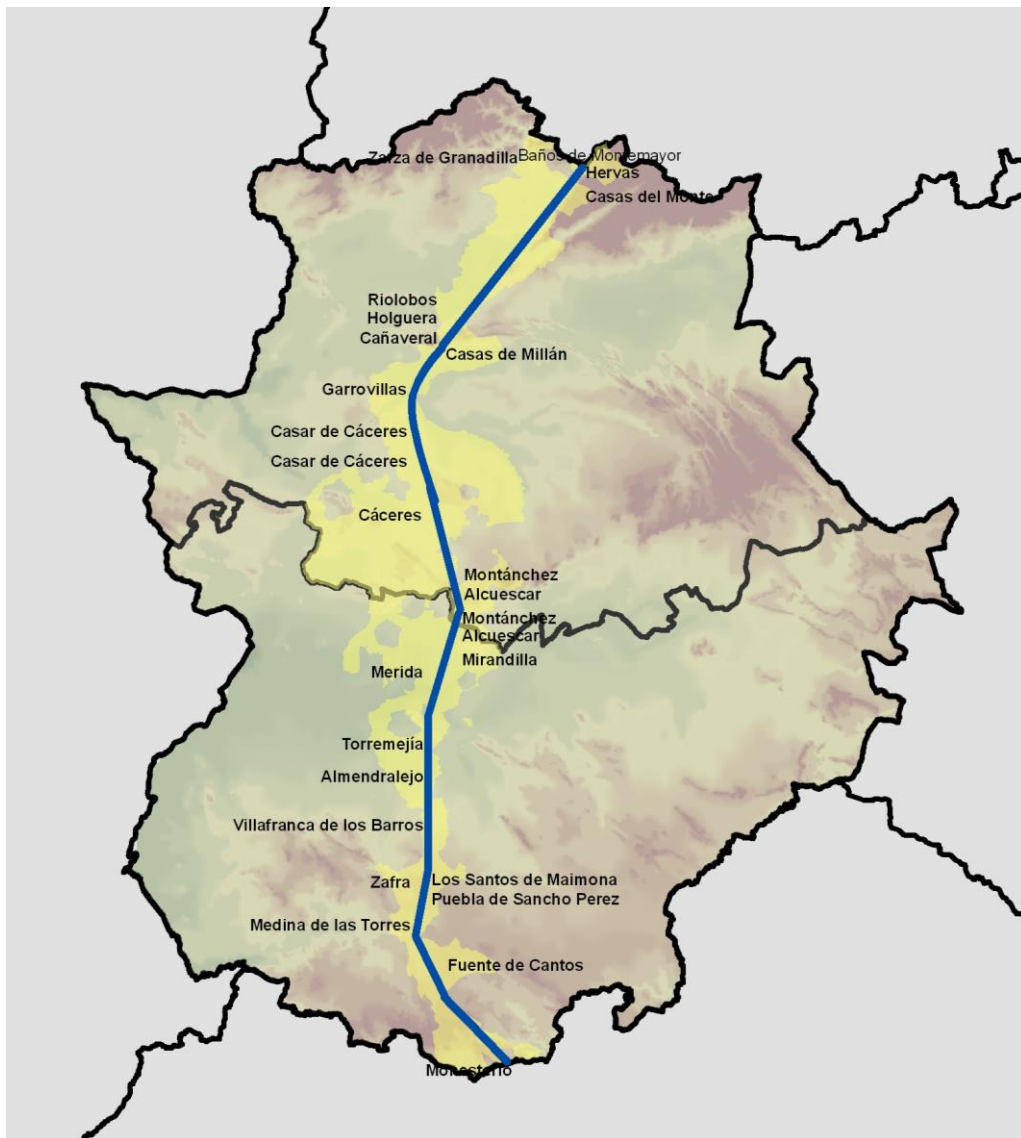 Zarza de Granadilla
Baños de Montemayor
Hervas
Casas del Monte
Riolobos
Holguera
Cañaveral
Casas de Millán
Garrovillas
Casar de Cáceres
Casar de Cáceres
Cáceres
Montánchez
Alcuescar
Montánchez
Alcuescar
Mirandilla
Merida
Torremejía
Almendralejo
Villafranca de los Barros
Zafra
Los Santos de Maimona
Puebla de Sancho Perez
Medina de las Torres
Fuente de Cantos
Monesterio